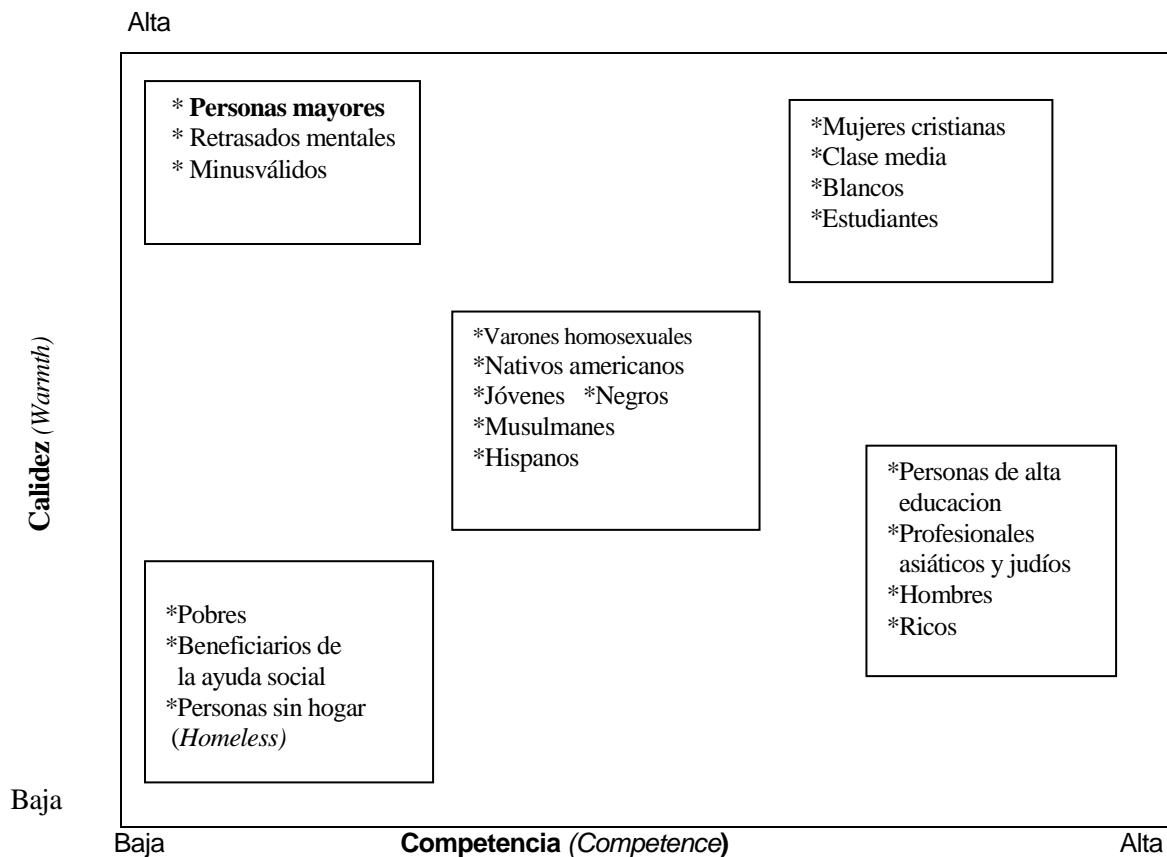 Alta
* Personas mayores
* Retrasados mentales
* Minusválidos
*Mujeres cristianas
*Clase media
*Blancos
*Estudiantes
*Varones homosexuales
*Nativos americanos
*Jóvenes *Negros
*Musulmanes
*Hispanos
*Personas de alta
educacion
*Profesionales
asiáticos y judíos
*Hombres
*Ricos
*Pobres
*Beneficiarios de
la ayuda social
*Personas sin hogar
(Homeless)
Calidez (Warmth)
Baja
Baja
Competencia (Competence)
Alta